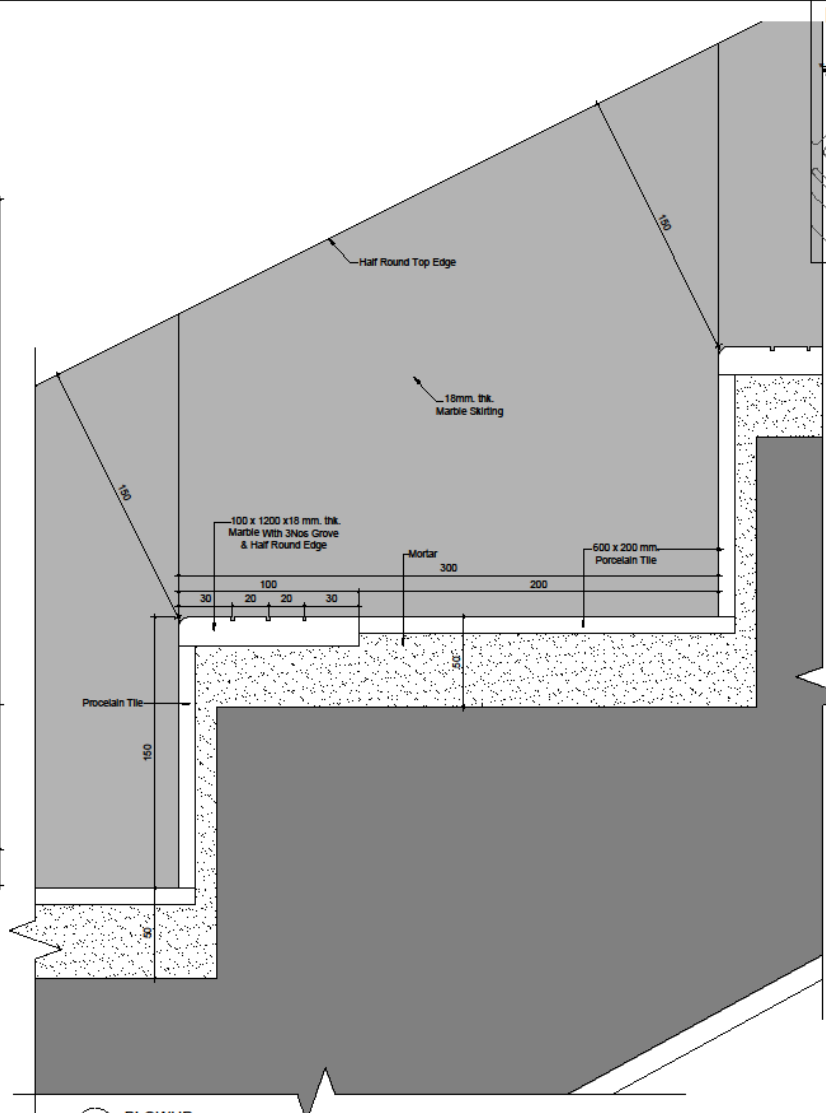 150
Half Round Top Edge
18mm. thk.
Marble Skirting
150
100 x 1200 x18 mm. thk.
Marble With 3Nos Grove
& Half Round Edge
Mortar
600 x 200 mm.
Porcelain Tile
300
100
200
30
20
20
30
50
Procelain Tile
150
50